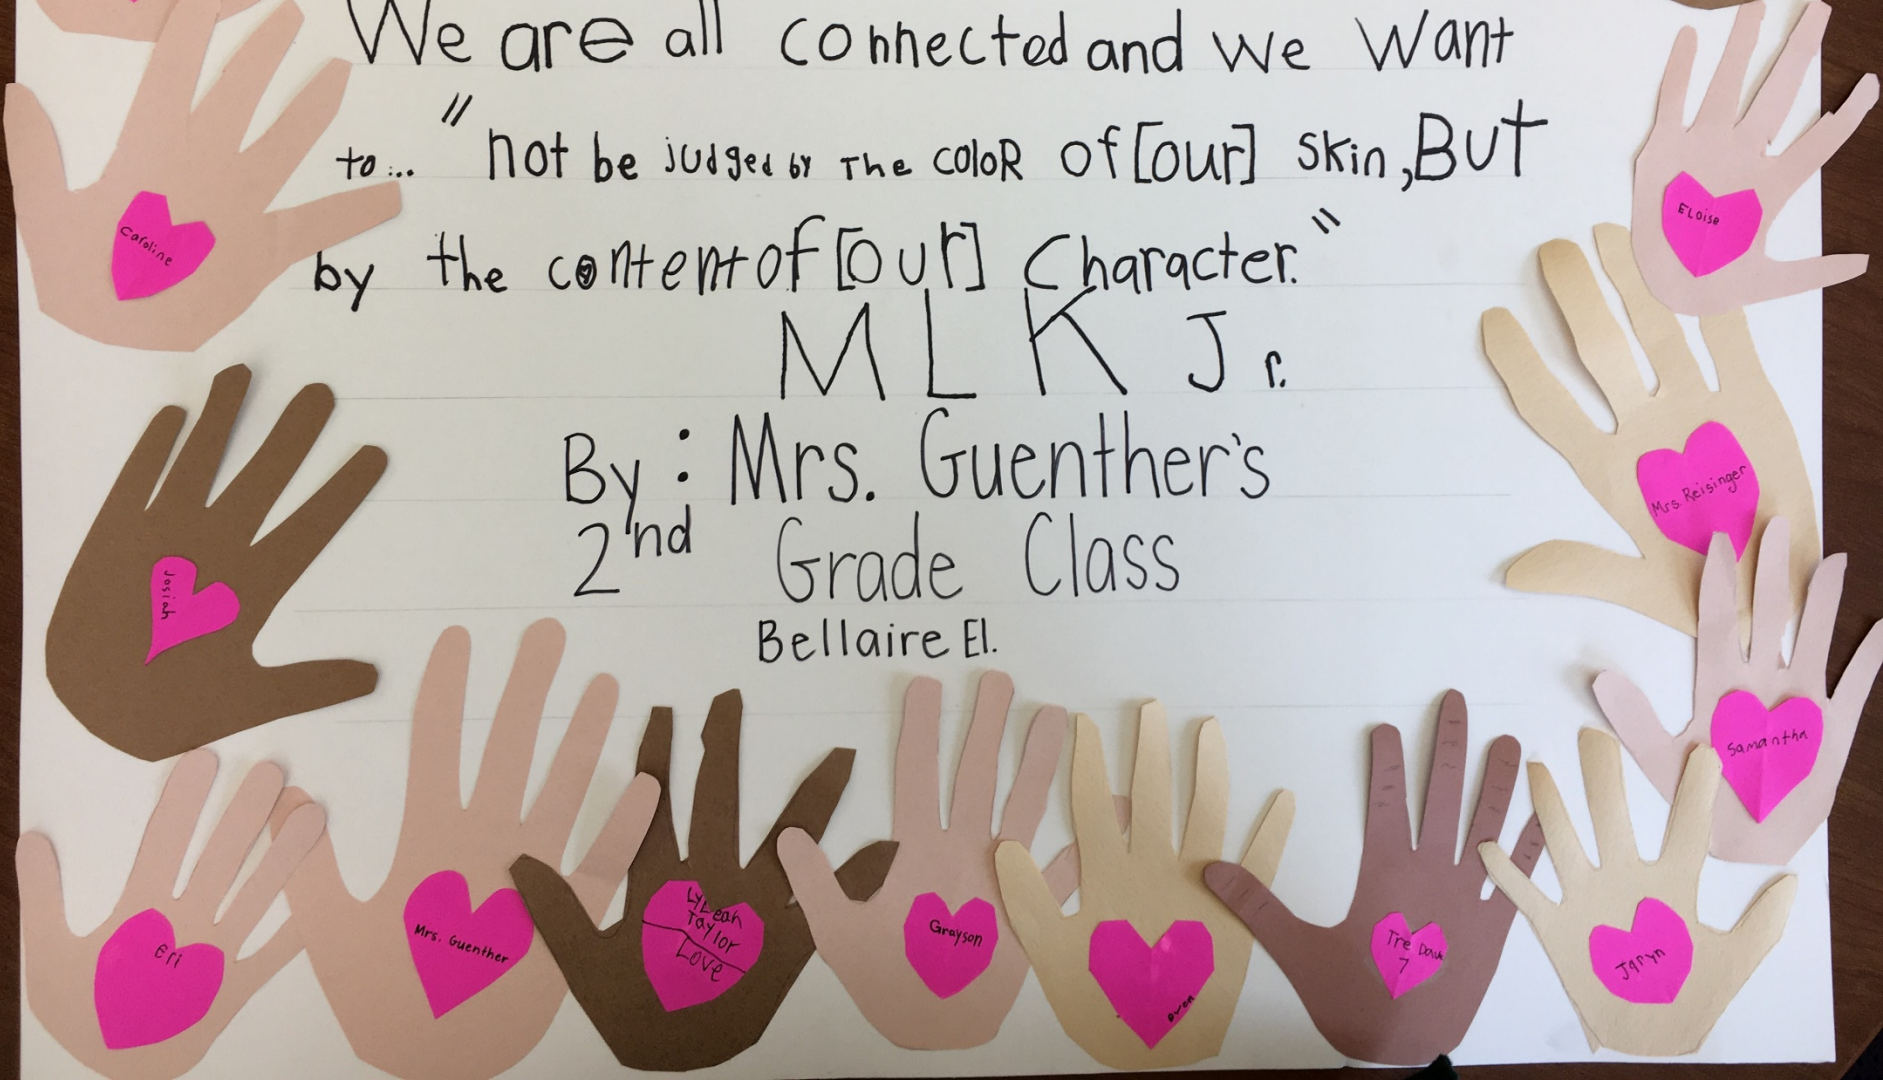 We are all connected and we want
to... "not be judged by The coloR of [our] skin, BUT
by the content of [our] Character."
MLK Jr.
By: Mrs. Guenther's
2nd Grade Class
Bellaire El.
Caroline
Eloise
Mrs. Reisinger
Josiah
Samantha
Eri
Mrs. Guenther
LyLeah
Taylor
Love
Grayson
Tre
7
Jaryn